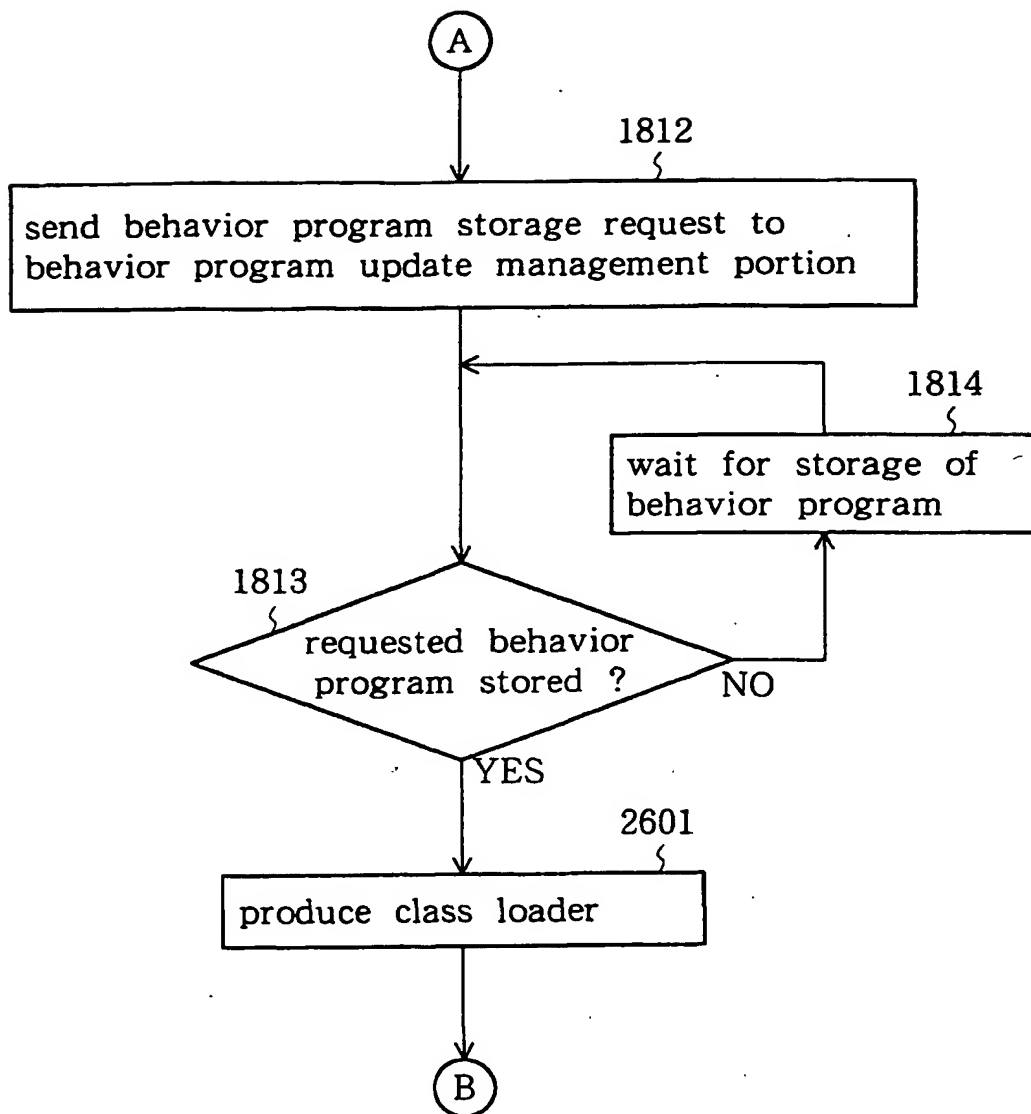 A
1812
send behavior program storage request to
behavior program update management portion
1814
wait for storage of
behavior program
1813
requested behavior
program stored ?
NO
YES
2601
produce class loader
B